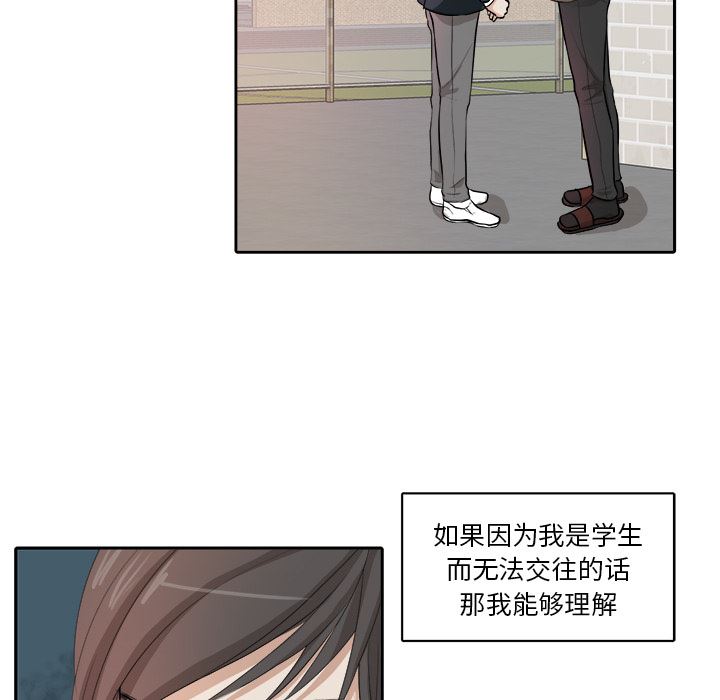 如果因为我是学生
而无法交往的话
那我能够理解